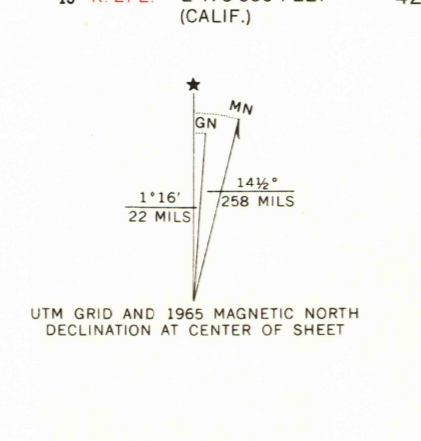 (CALIF.)
MN
GN
1°16'
22 MILS
14½°
258 MILS
UTM GRID AND 1965 MAGNETIC NORTH
DECLINATION AT CENTER OF SHEET